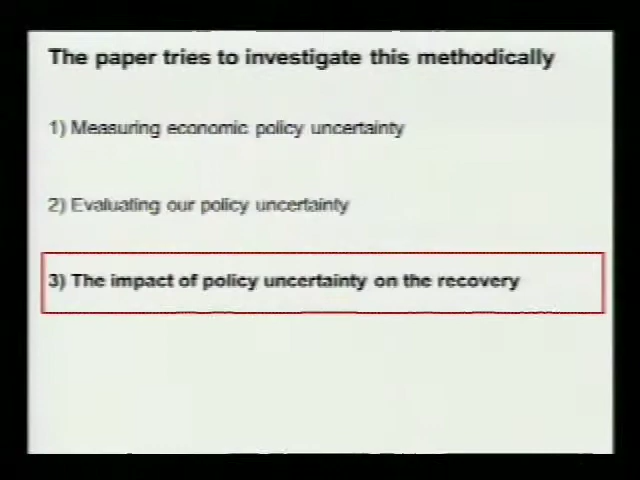 The paper tries to investigate this methodically
1) Measuring economic policy uncertainty
2) Evaluating our policy uncertainty
3) The impact of policy uncertainty on the recovery